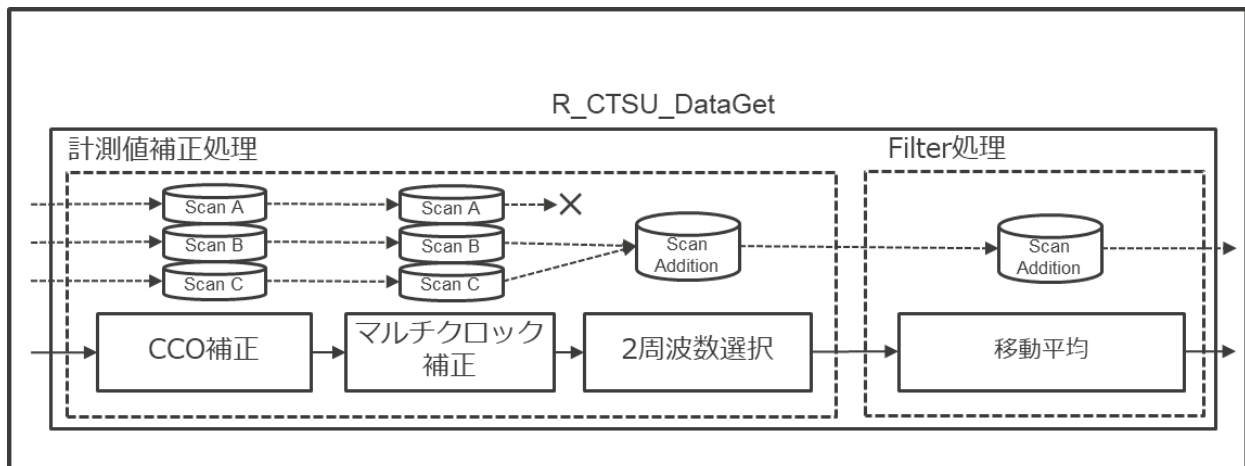 R_CTSU_DataGet
計測値補正処理
Filter処理
Scan A
Scan A
Scan B
Scan B
Scan C
Scan C
Scan
Addition
Scan
Addition
CCO補正
マルチクロック
補正
2周波数選択
移動平均